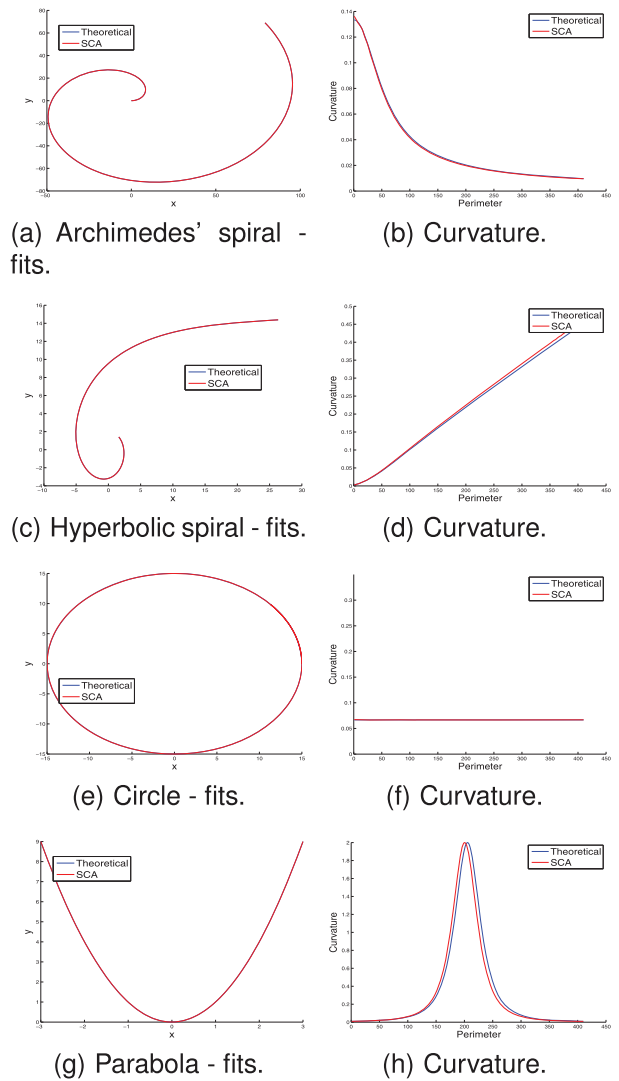 80
60
40
20
0
−20
−40
−60
−80
−50 0 50 100
x
y
Theoretical
SCA
(a) Archimedes’ spiral -
fits.
0.14
0.12
0.1
0.08
0.06
0.04
0.02
0
0 50 100 150 200 250 300 350 400 450
Perimeter
Curvature
Theoretical
SCA
(b) Curvature.
16
14
12
10
8
6
4
2
0
−2
−4
−10 −5 0 5 10 15 20 25 30
x
y
Theoretical
SCA
(c) Hyperbolic spiral - fits.
0.5
0.45
0.4
0.35
0.3
0.25
0.2
0.15
0.1
0.05
0
0 50 100 150 200 250 300 350 400 450
Perimeter
Curvature
Theoretical
SCA
(d) Curvature.
15
10
5
0
−5
−10
−15
−15 −10 −5 0 5 10 15
x
y
Theoretical
SCA
(e) Circle - fits.
0.3
0.25
0.2
0.15
0.1
0.05
0
0 50 100 150 200 250 300 350 400 450
Perimeter
Curvature
Theoretical
SCA
(f) Curvature.
9
8
7
6
5
4
3
2
1
0
−3 −2 −1 0 1 2 3
x
y
Theoretical
SCA
(g) Parabola - fits.
2
1.8
1.6
1.4
1.2
1
0.8
0.6
0.4
0.2
0
0 50 100 150 200 250 300 350 400 450
Perimeter
Curvature
Theoretical
SCA
(h) Curvature.